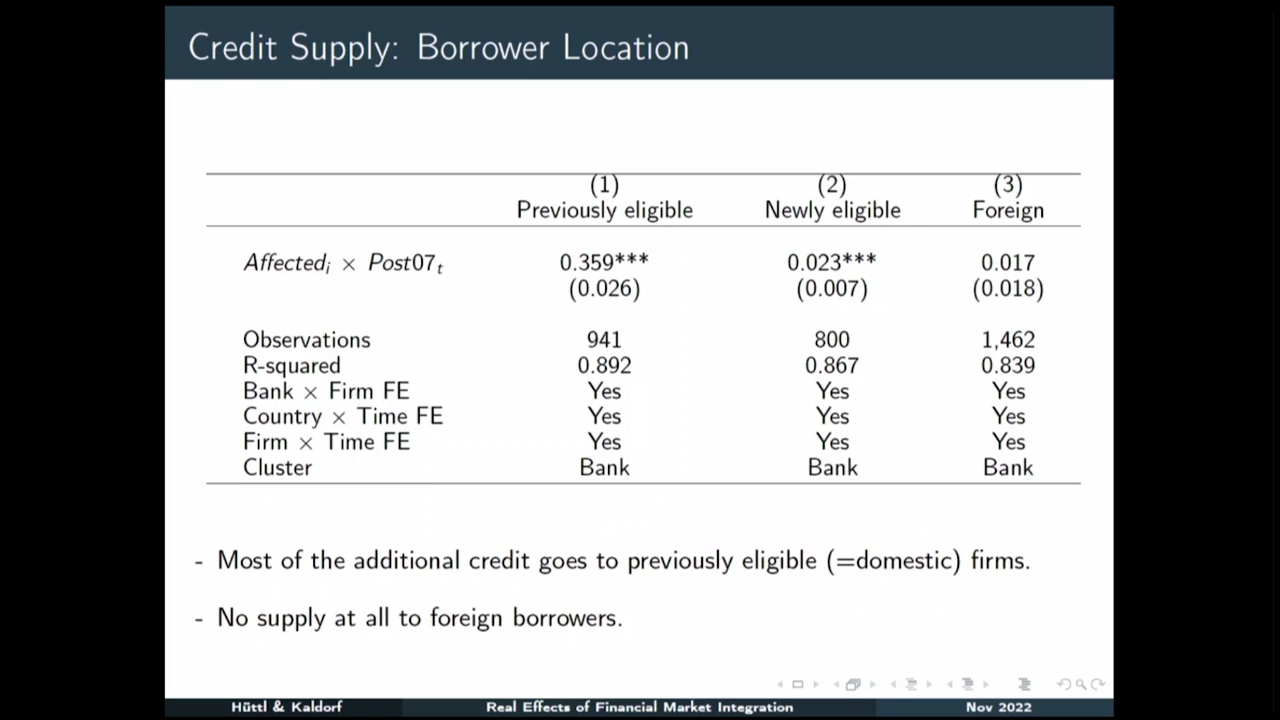 Credit Supply: Borrower Location
(1) (2) (3)
Previously eligible Newly eligible Foreign
Affectedᵢ × Post07ₜ 0.359*** 0.023*** 0.017
(0.026) (0.007) (0.018)
Observations 941 800 1,462
R-squared 0.892 0.867 0.839
Bank × Firm FE Yes Yes Yes
Country × Time FE Yes Yes Yes
Firm × Time FE Yes Yes Yes
Cluster Bank Bank Bank
- Most of the additional credit goes to previously eligible (=domestic) firms.
- No supply at all to foreign borrowers.
Hüttl & Kaldorf Real Effects of Financial Market Integration Nov 2022